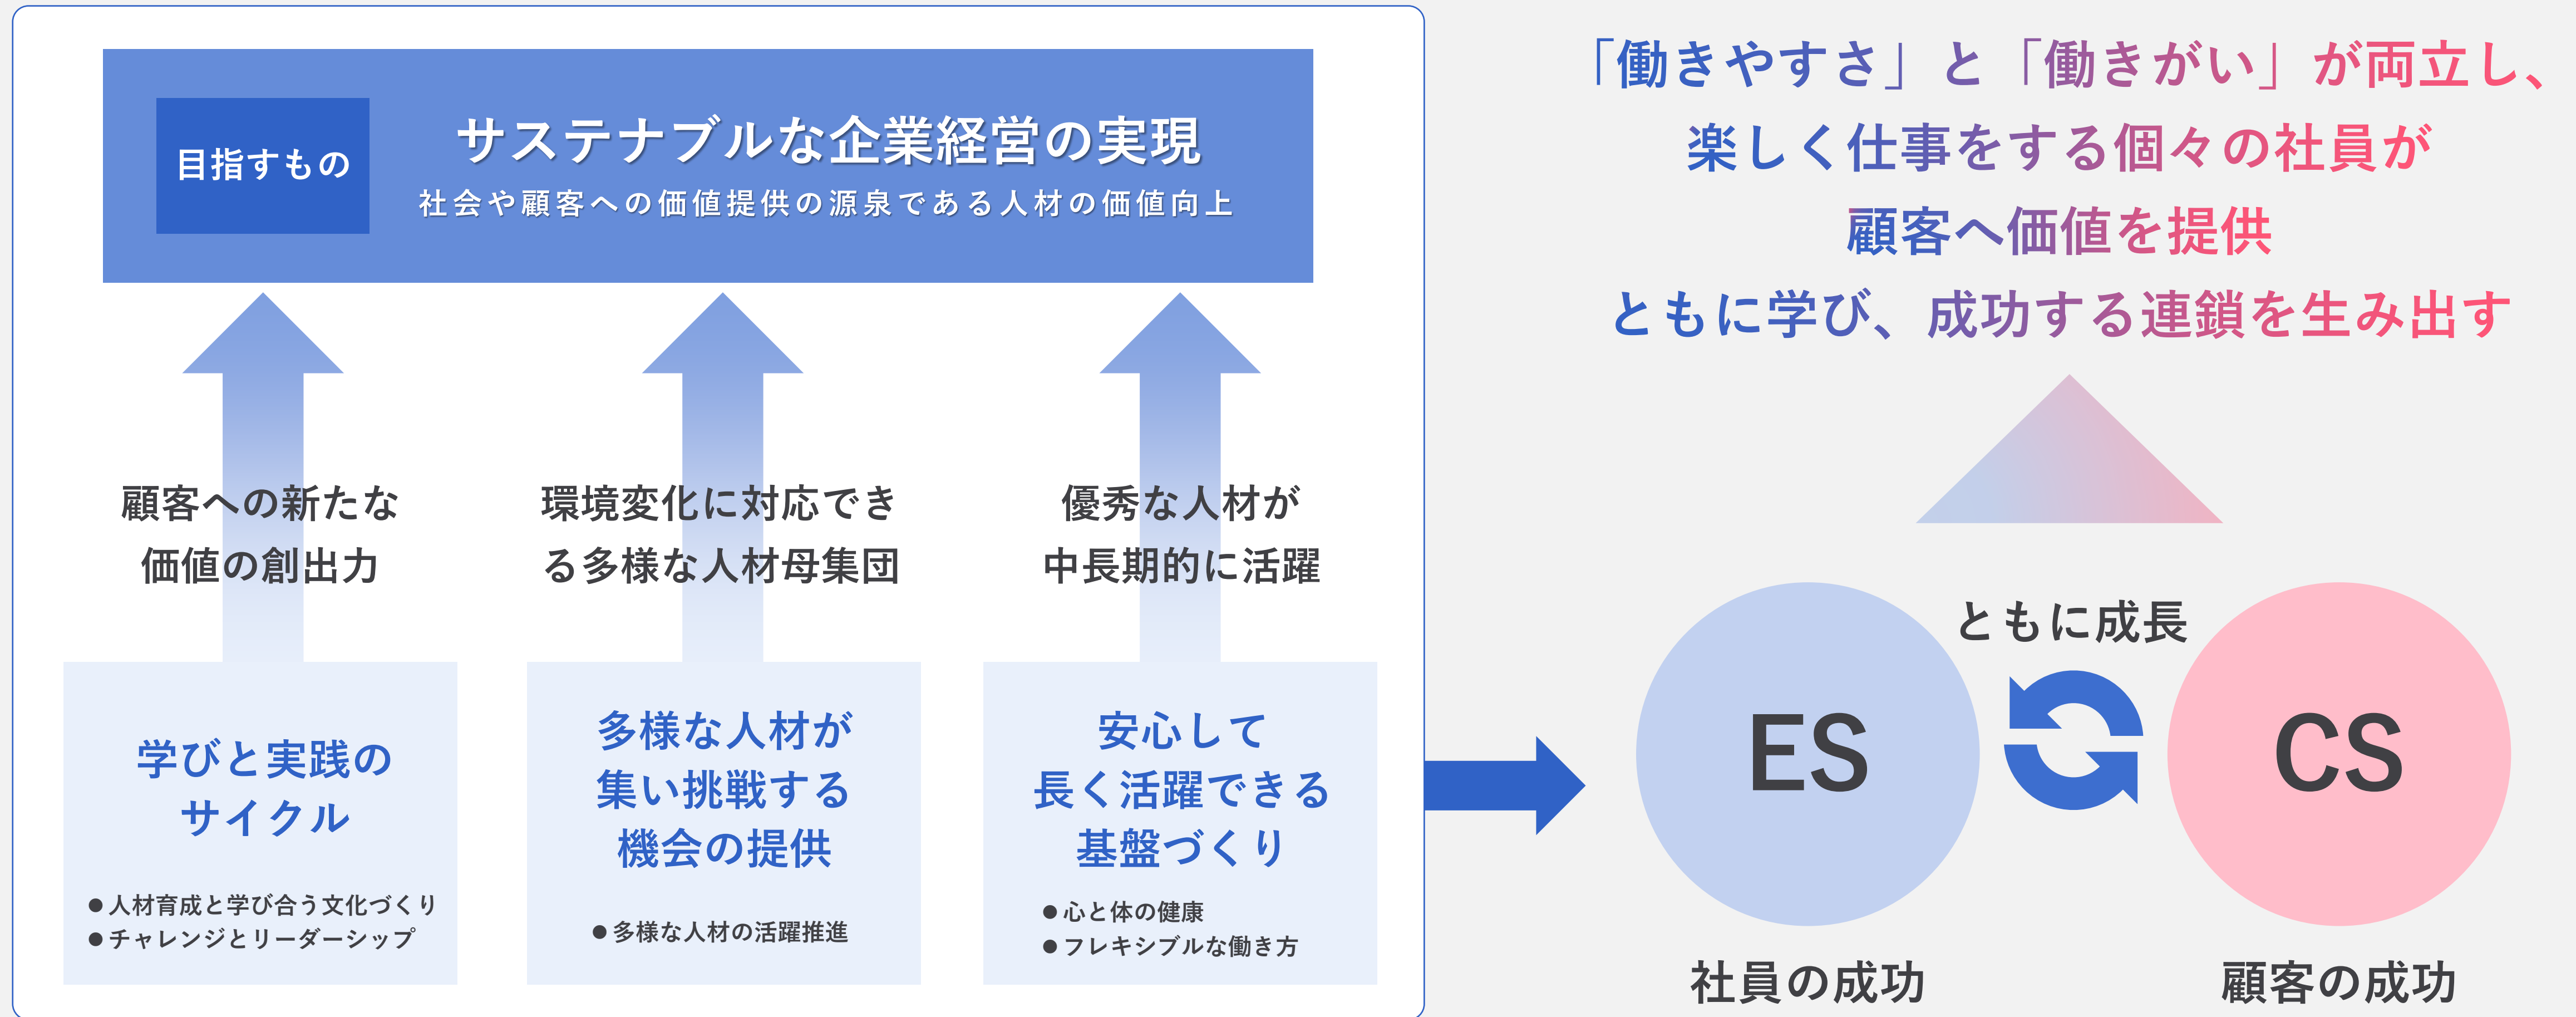 目指すもの
サステナブルな企業経営の実現
社会や顧客への価値提供の源泉である人材の価値向上
顧客への新たな
価値の創出力
環境変化に対応でき
る多様な人材母集団
優秀な人材が
中長期的に活躍
学びと実践の
サイクル
●人材育成と学び合う文化づくり
●チャレンジとリーダーシップ
多様な人材が
集い挑戦する
機会の提供
●多様な人材の活躍推進
安心して
長く活躍できる
基盤づくり
●心と体の健康
●フレキシブルな働き方
「働きやすさ」と「働きがい」が両立し、
楽しく仕事をする個々の社員が
顧客へ価値を提供
ともに学び、成功する連鎖を生み出す
ともに成長
ES
CS
社員の成功
顧客の成功